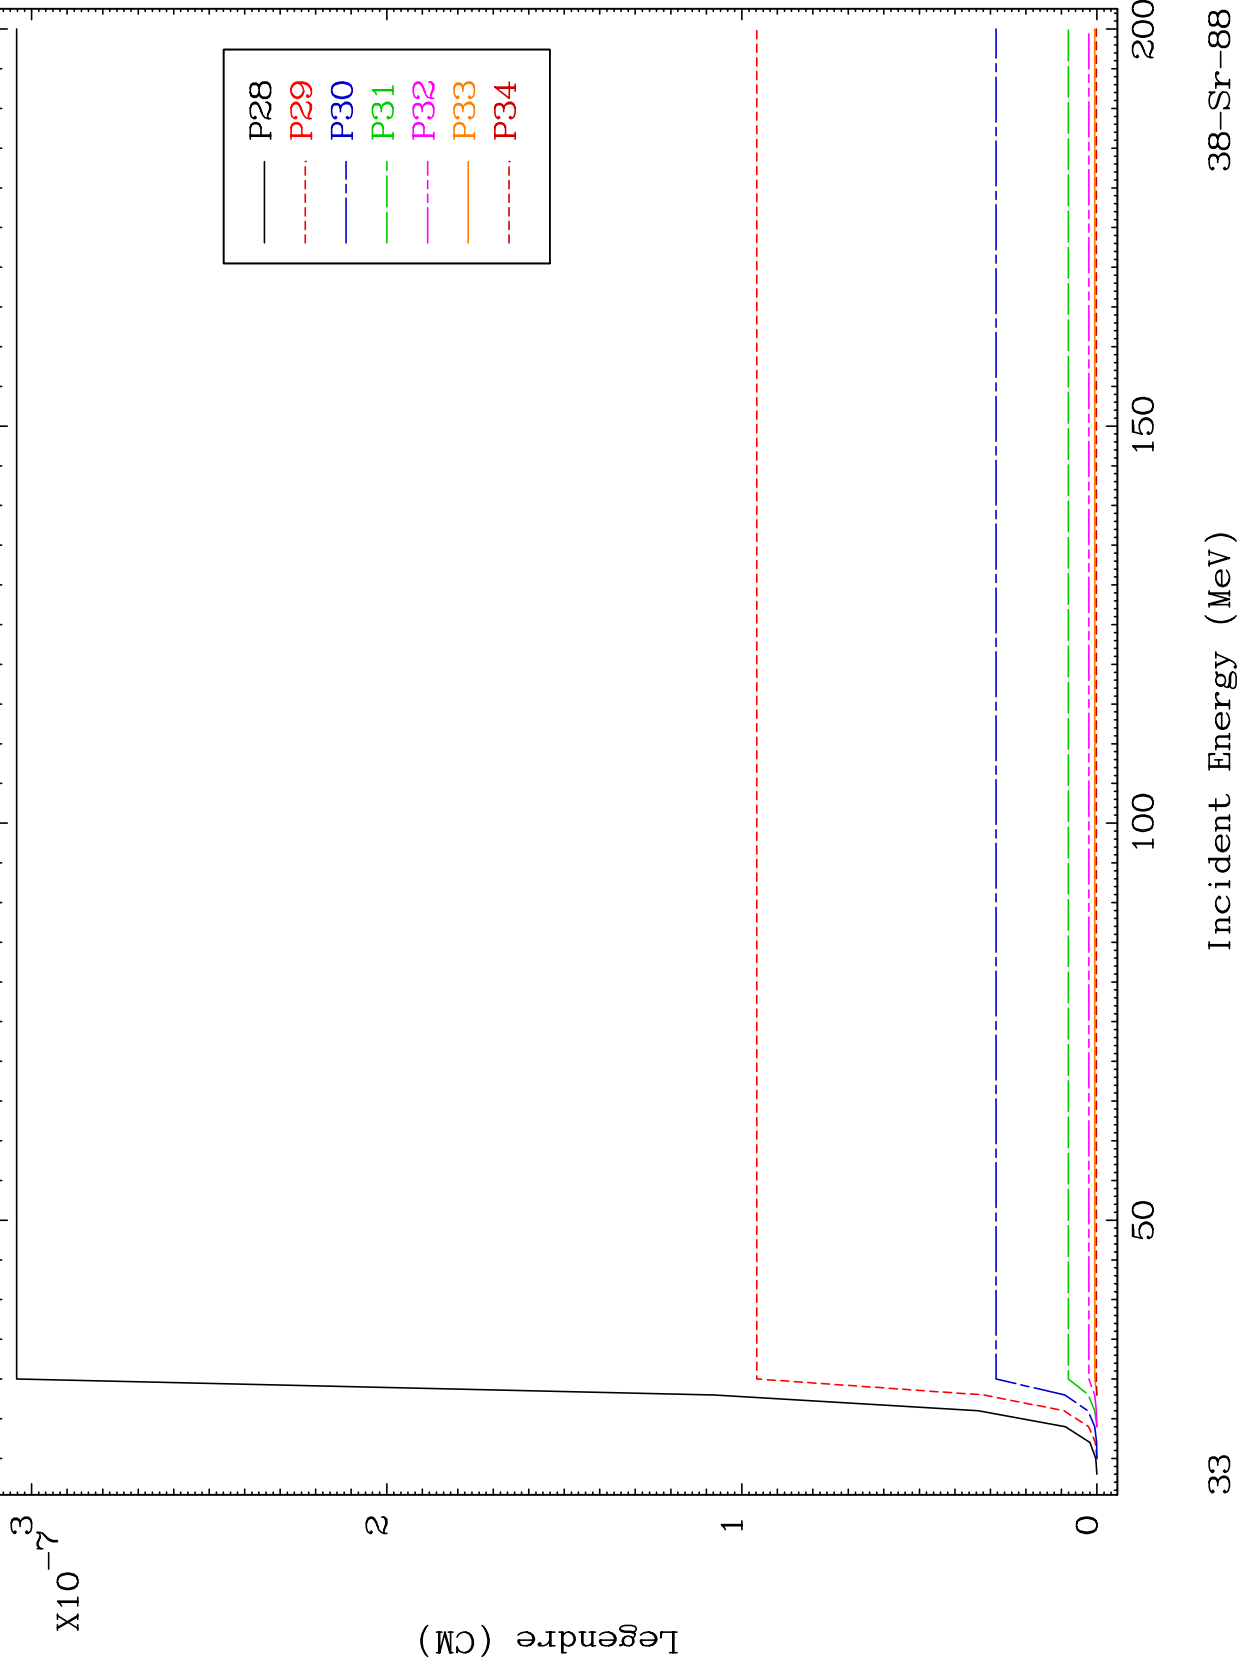 P28
P29
P30
P31
P32
P33
P34
3
X10-7
2
1
0
Legendre (CM)
50
100
150
200
Incident Energy (MeV)
33
38-Sr-88